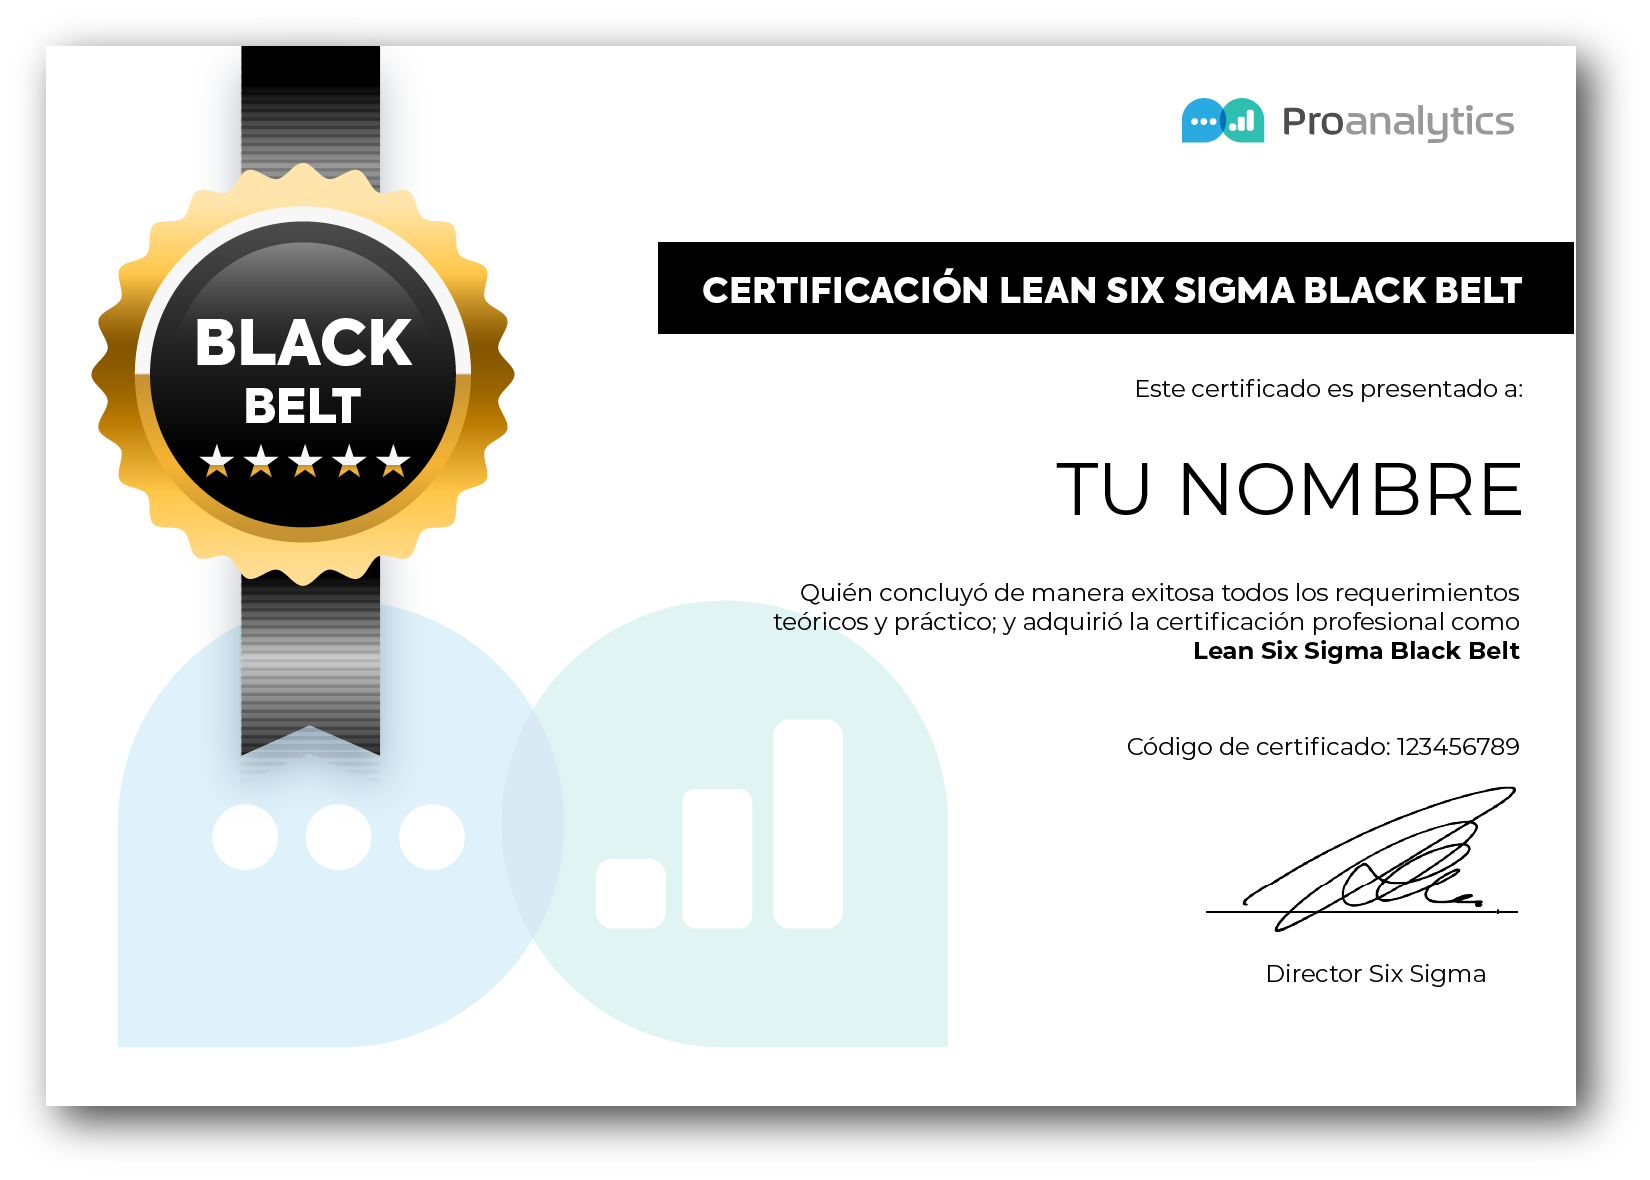 Proanalytics
CERTIFICACIÓN LEAN SIX SIGMA BLACK BELT
BLACK
BELT
Este certificado es presentado a:
TU NOMBRE
Quién concluyó de manera exitosa todos los requerimientos
teóricos y práctico; y adquirió la certificación profesional como
Lean Six Sigma Black Belt
Código de certificado: 123456789
Director Six Sigma